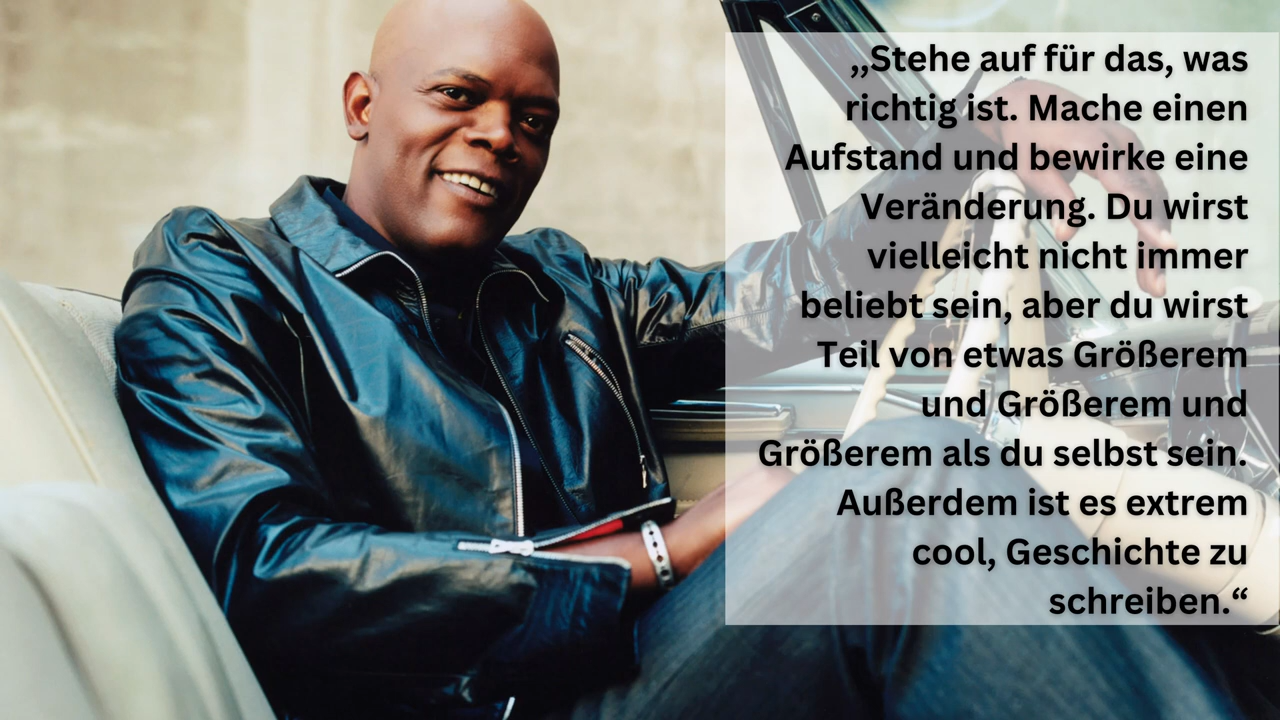 „Stehe auf für das, was
richtig ist. Mache einen
Aufstand und bewirke eine
Veränderung. Du wirst
vielleicht nicht immer
beliebt sein, aber du wirst
Teil von etwas Größerem
und Größerem und
Größerem als du selbst sein.
Außerdem ist es extrem
cool, Geschichte zu
schreiben.“